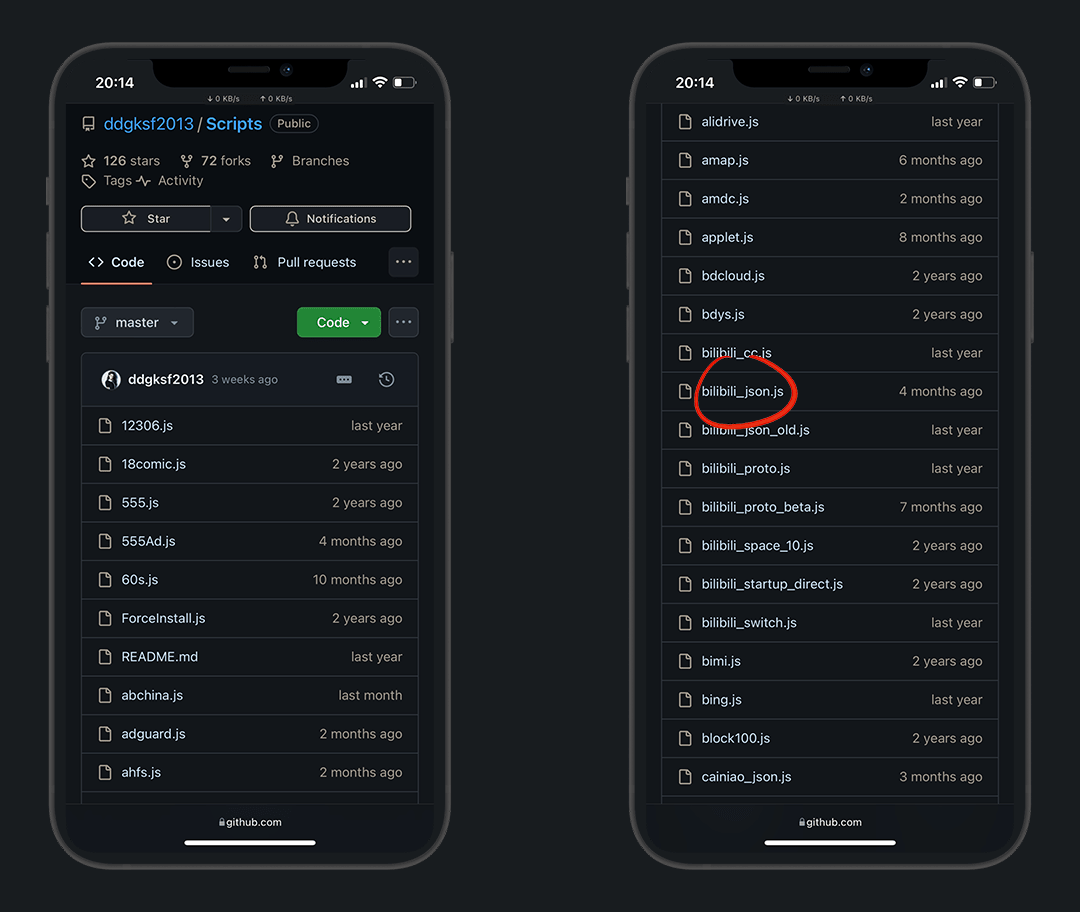 20:14
↓ 0 KB/s ↑ 0 KB/s
ddgksf2013 / Scripts Public
126 stars 72 forks Branches
Tags Activity
Star Notifications
Code Issues Pull requests ...
master Code ...
ddgksf2013 3 weeks ago
12306.js last year
18comic.js 2 years ago
555.js 2 years ago
555Ad.js 4 months ago
60s.js 10 months ago
ForceInstall.js 2 years ago
README.md last year
abchina.js last month
adguard.js 2 months ago
ahfs.js 2 months ago
github.com
20:14
↓ 0 KB/s ↑ 0 KB/s
alidrive.js last year
amap.js 6 months ago
amdc.js 2 months ago
applet.js 8 months ago
bdcloud.js 2 years ago
bdys.js 2 years ago
bilibili_cc.js last year
bilibili_json.js 4 months ago
bilibili_json_old.js last year
bilibili_proto.js last year
bilibili_proto_beta.js 7 months ago
bilibili_space_10.js 2 years ago
bilibili_startup_direct.js 2 years ago
bilibili_switch.js last year
bimi.js 2 years ago
bing.js last year
block100.js 2 years ago
cainiao_json.js 3 months ago
github.com